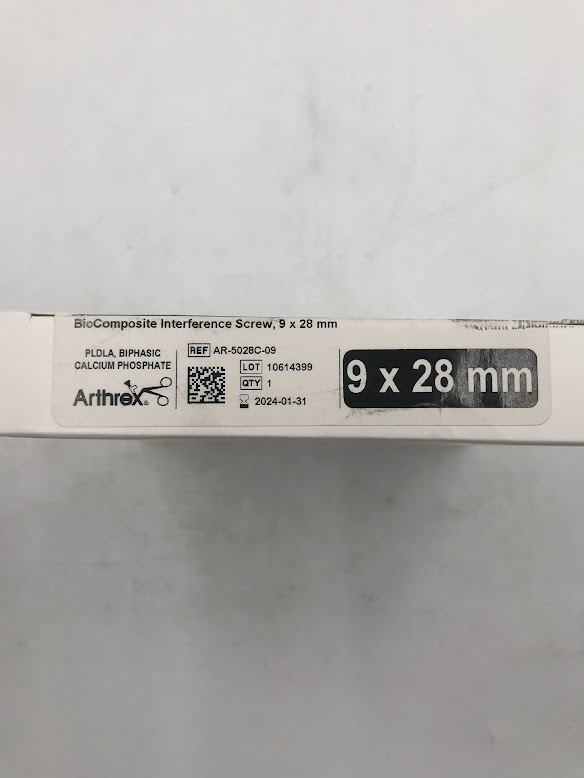 BioComposite Interference Screw, 9 x 28 mm
PLDLA, BIPHASIC
CALCIUM PHOSPHATE
Arthrex®
REF AR-5028C-09
LOT 10614399
QTY 1
2024-01-31
9 x 28 mm